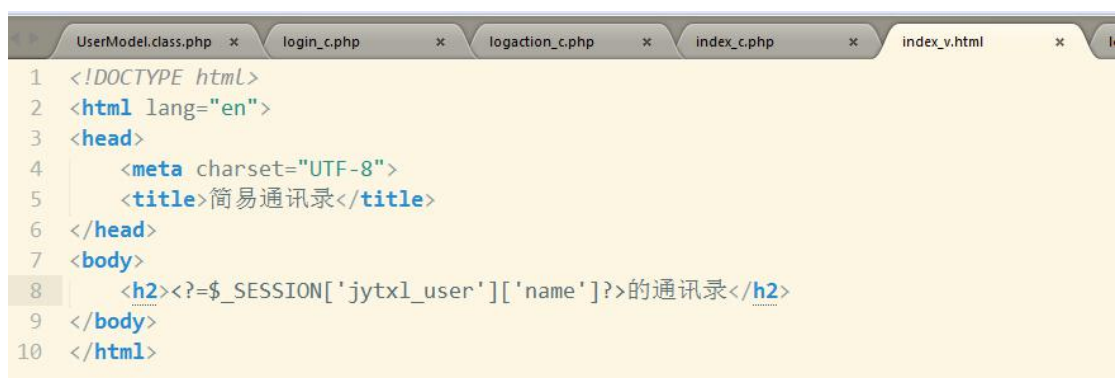 UserModel.class.php × login_c.php × logaction_c.php × index_c.php × index_v.html ×
1 <!DOCTYPE html>
2 <html lang="en">
3 <head>
4     <meta charset="UTF-8">
5     <title>简易通讯录</title>
6 </head>
7 <body>
8     <h2><?=$_SESSION['jytxl_user']['name']?>的通讯录</h2>
9 </body>
10 </html>